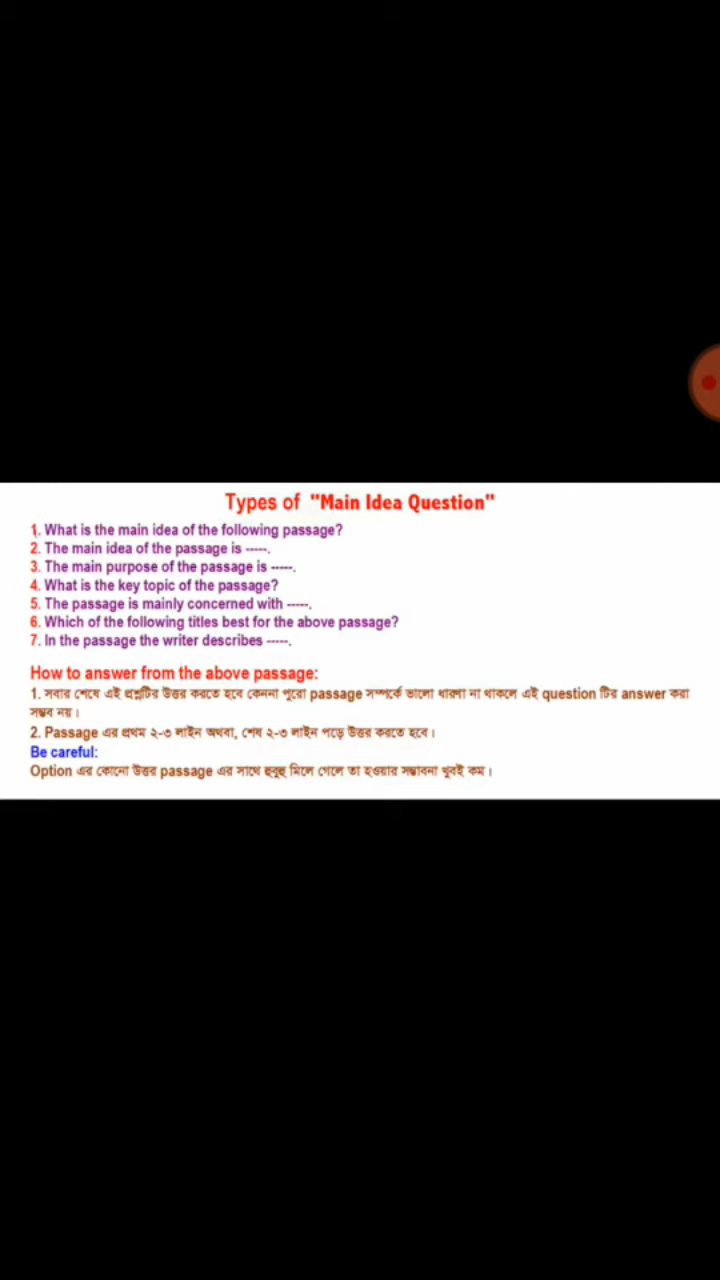 Types of "Main Idea Question"
1. What is the main idea of the following passage?
2. The main idea of the passage is -----.
3. The main purpose of the passage is -----.
4. What is the key topic of the passage?
5. The passage is mainly concerned with -----.
6. Which of the following titles best for the above passage?
7. In the passage the writer describes -----.
How to answer from the above passage:
1. সবার শেষে এই প্রশ্নটির উত্তর করতে হবে কেননা পুরো passage সম্পর্কে ভালো ধারণা না থাকলে এই question টির answer করা
সম্ভব নয়।
2. Passage এর প্রথম ২-৩ লাইন অথবা, শেষ ২-৩ লাইন পড়ে উত্তর করতে হবে।
Be careful:
Option এর কোনো উত্তর passage এর সাথে হুবুহু মিলে গেলে তা হওয়ার সম্ভাবনা খুবই কম।